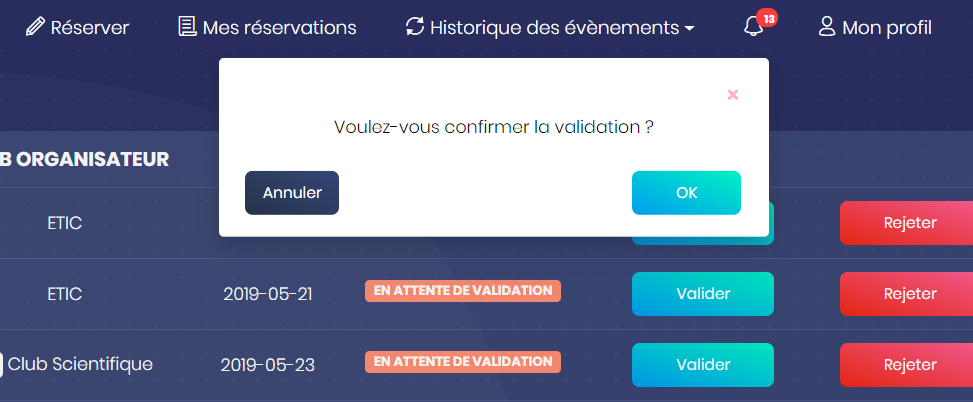 Réserver Mes réservations Historique des évènements 13 Mon profil
Voulez-vous confirmer la validation ?
B ORGANISATEUR
Annuler OK
ETIC Rejeter
ETIC 2019-05-21 EN ATTENTE DE VALIDATION Valider Rejeter
Club Scientifique 2019-05-23 EN ATTENTE DE VALIDATION Valider Rejeter